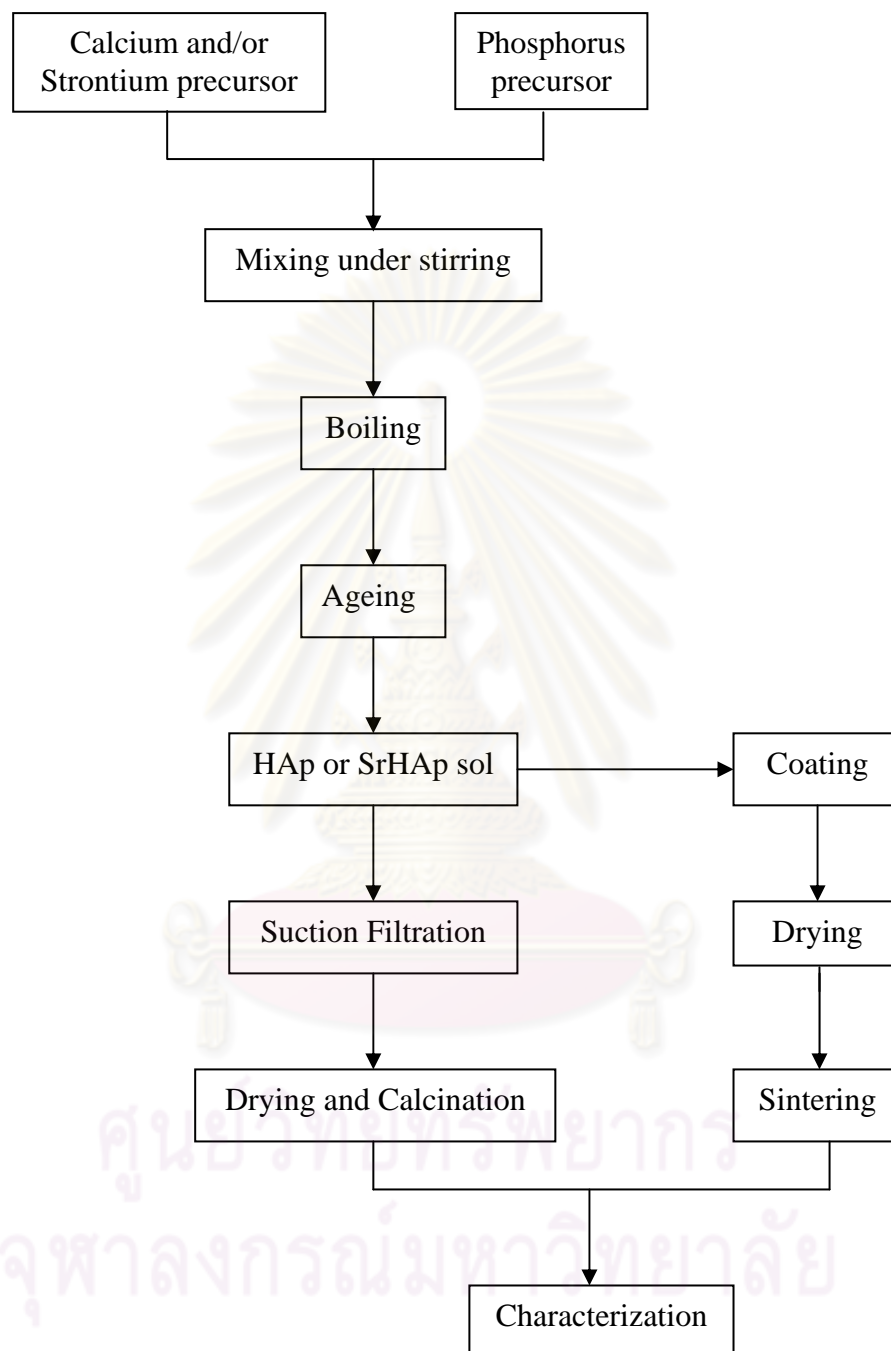 Calcium and/or
Strontium precursor
Phosphorus
precursor
Mixing under stirring
Boiling
Ageing
HAp or SrHAp sol
Coating
Suction Filtration
Drying
Drying and Calcination
Sintering
ศูนย์วิทยทรัพยากร
จุฬาลงกรณ์มหาวิทยาลัย
Characterization